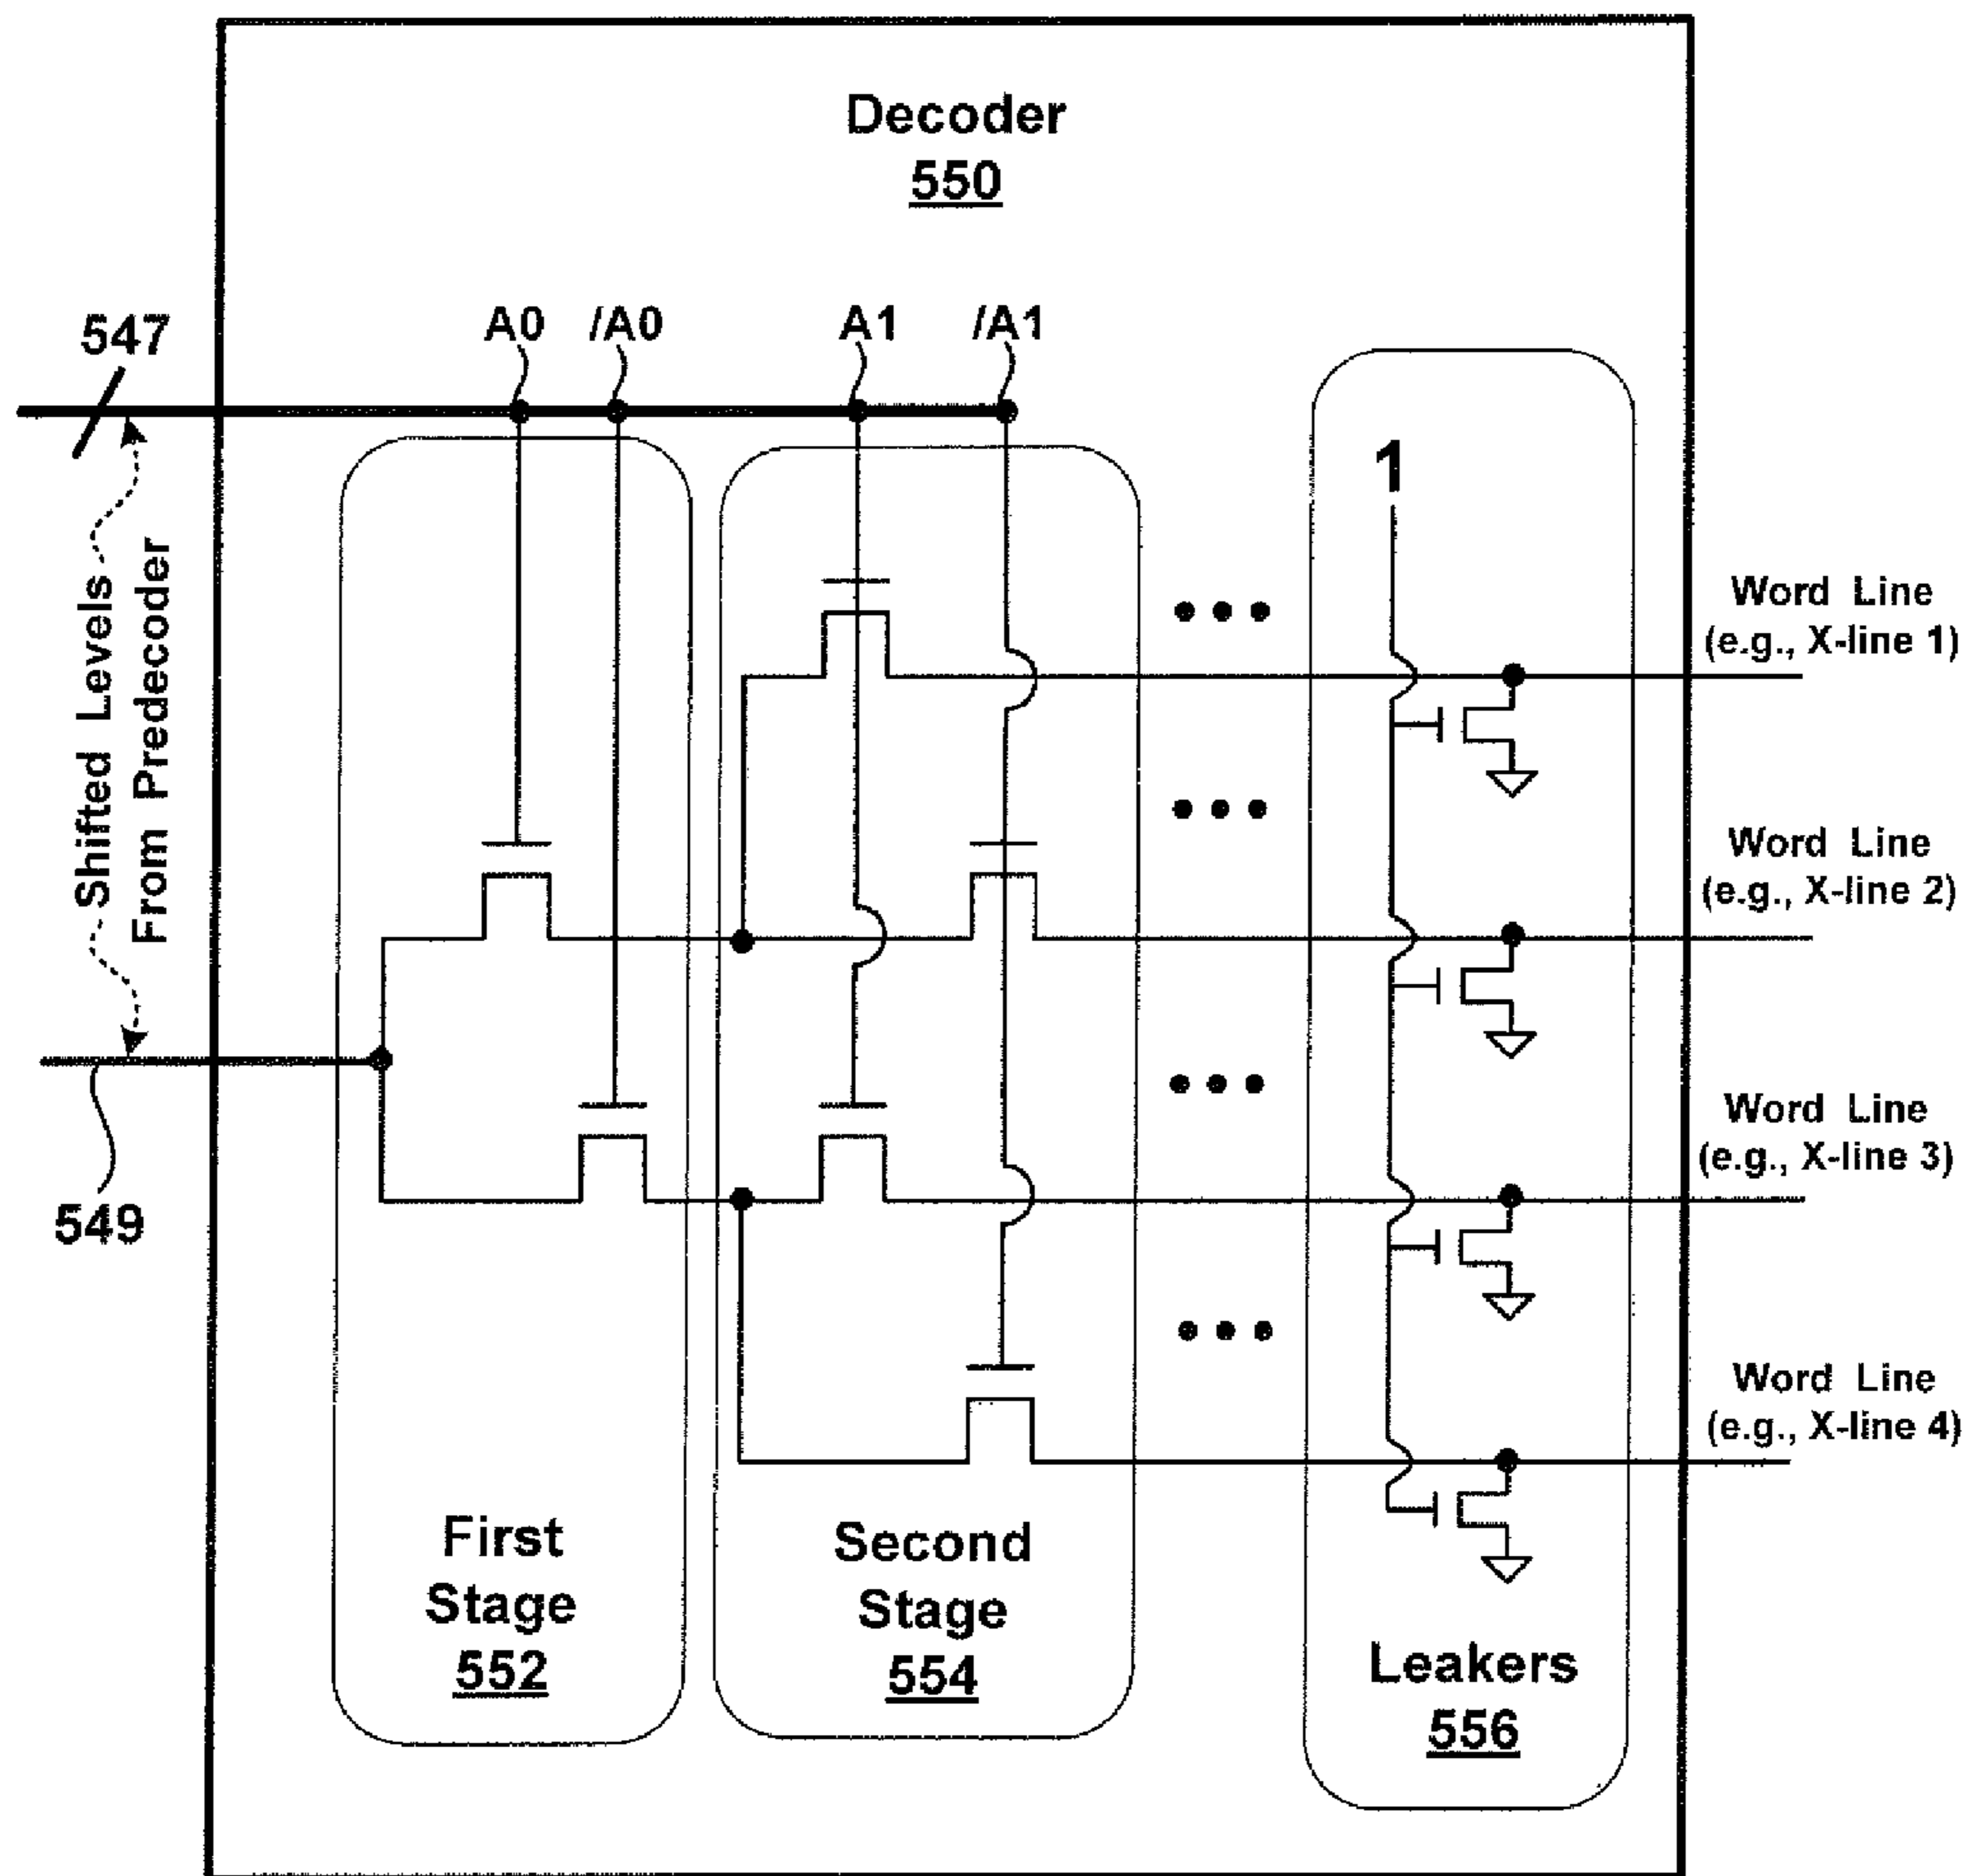 Decoder
550
547
A0
/A0
A1
/A1
Shifted Levels
From Predecoder
1
Word Line
(e.g., X-line 1)
Word Line
(e.g., X-line 2)
Word Line
(e.g., X-line 3)
Word Line
(e.g., X-line 4)
549
First
Stage
552
Second
Stage
554
Leakers
556